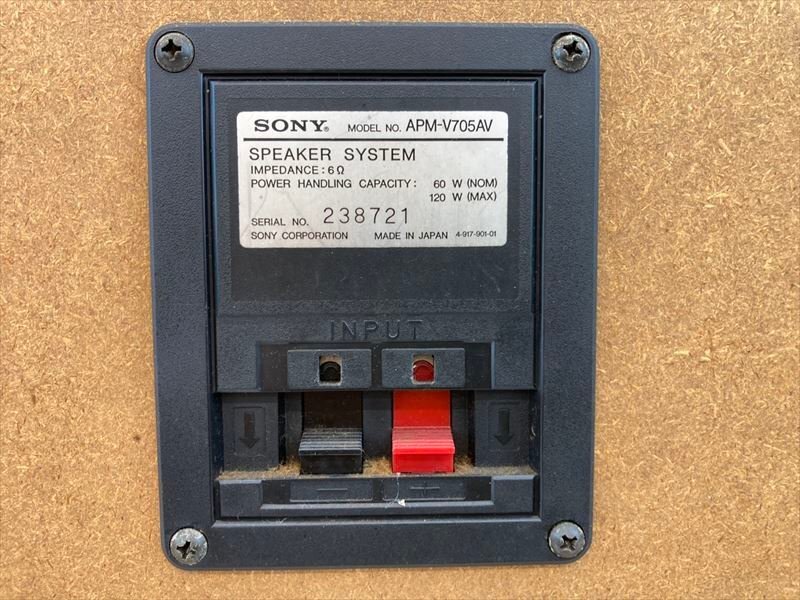 SONY® MODEL NO. APM-V705AV
SPEAKER SYSTEM
IMPEDANCE : 6 Ω
POWER HANDLING CAPACITY : 60 W (NOM)
120 W (MAX)
SERIAL NO. 238721
SONY CORPORATION MADE IN JAPAN 4-917-901-01
INPUT
− +